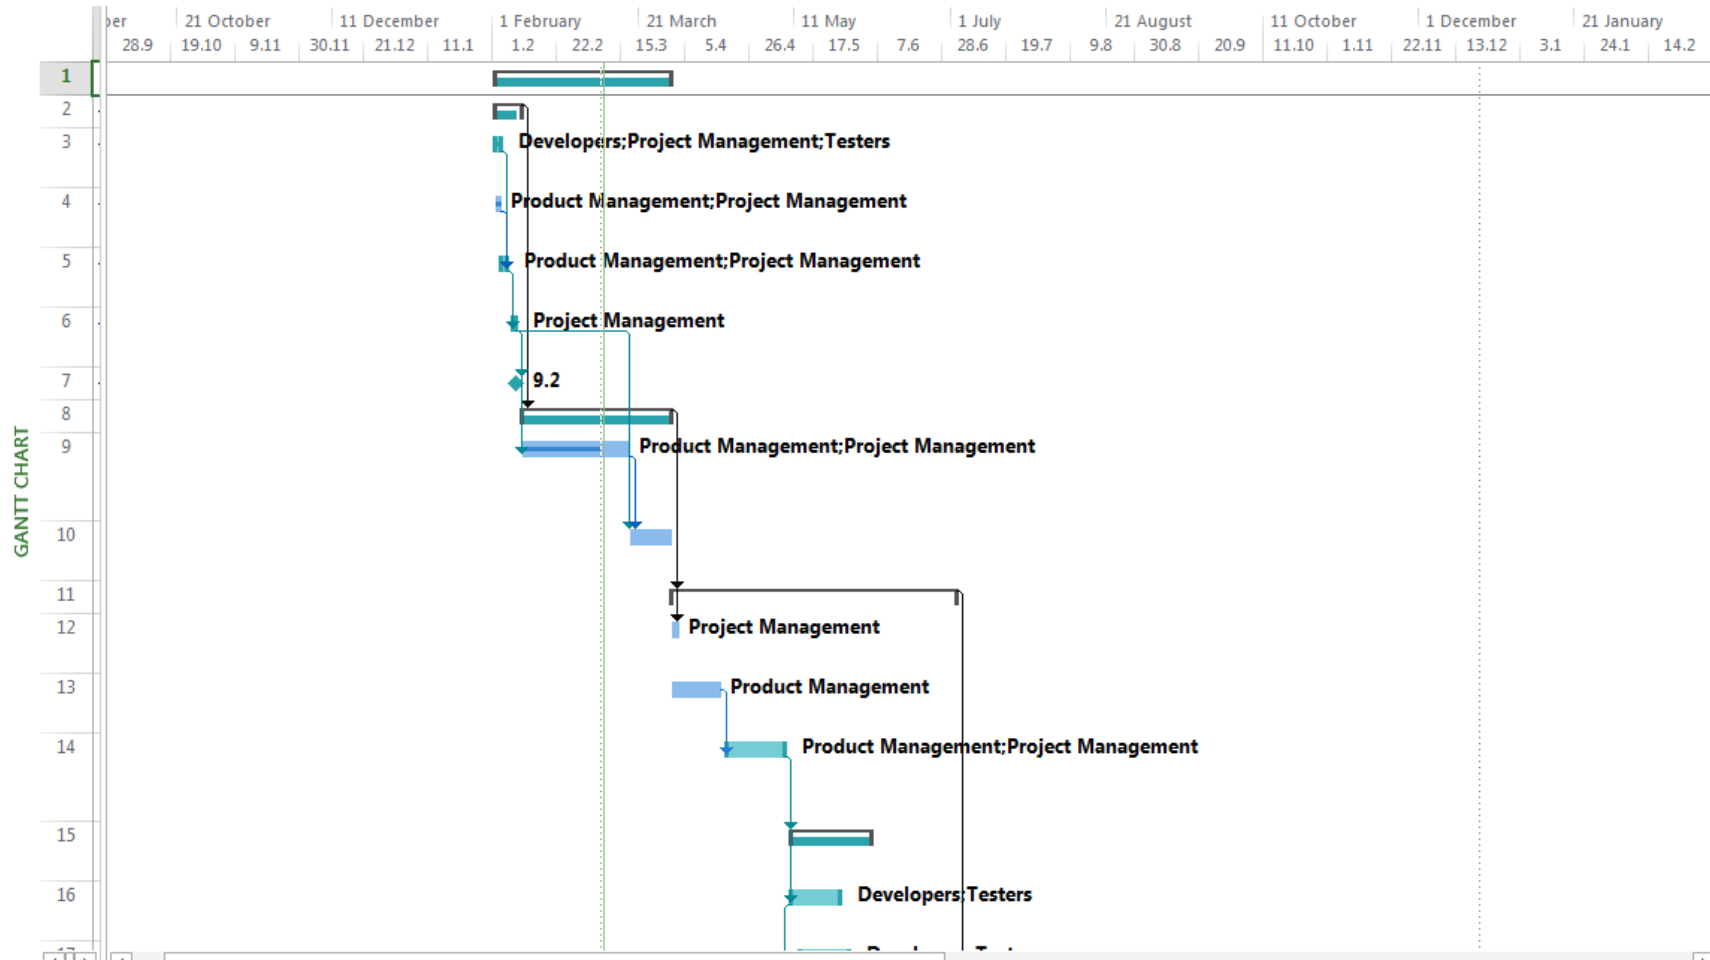 21 October 11 December 1 February 21 March 11 May 1 July 21 August 11 October 1 December 21 January
28.9 19.10 9.11 30.11 21.12 11.1 1.2 22.2 15.3 5.4 26.4 17.5 7.6 28.6 19.7 9.8 30.8 20.9 11.10 1.11 22.11 13.12 3.1 24.1 14.2
1
2
3 Developers;Project Management;Testers
4 Product Management;Project Management
5 Product Management;Project Management
6 Project Management
7 9.2
8
9 Product Management;Project Management
GANTT CHART
10
11
12 Project Management
13 Product Management
14 Product Management;Project Management
15
16 Developers;Testers